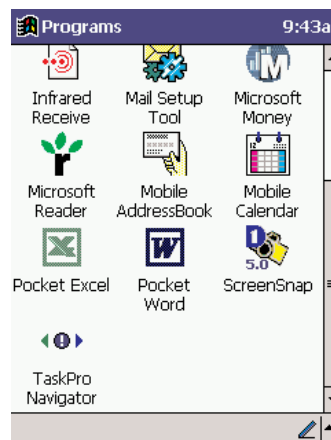 Programs 9:43a
Infrared Receive
Mail Setup Tool
Microsoft Money
Microsoft Reader
Mobile AddressBook
Mobile Calendar
Pocket Excel
Pocket Word
5.0
ScreenSnap
TaskPro Navigator